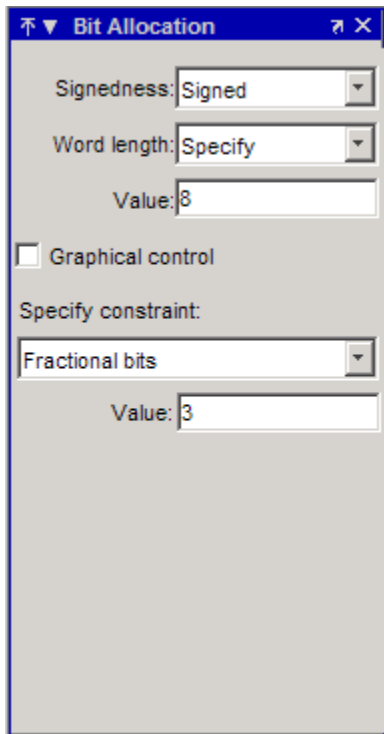 Bit Allocation
Signedness: Signed
Word length: Specify
Value: 8
Graphical control
Specify constraint:
Fractional bits
Value: 3